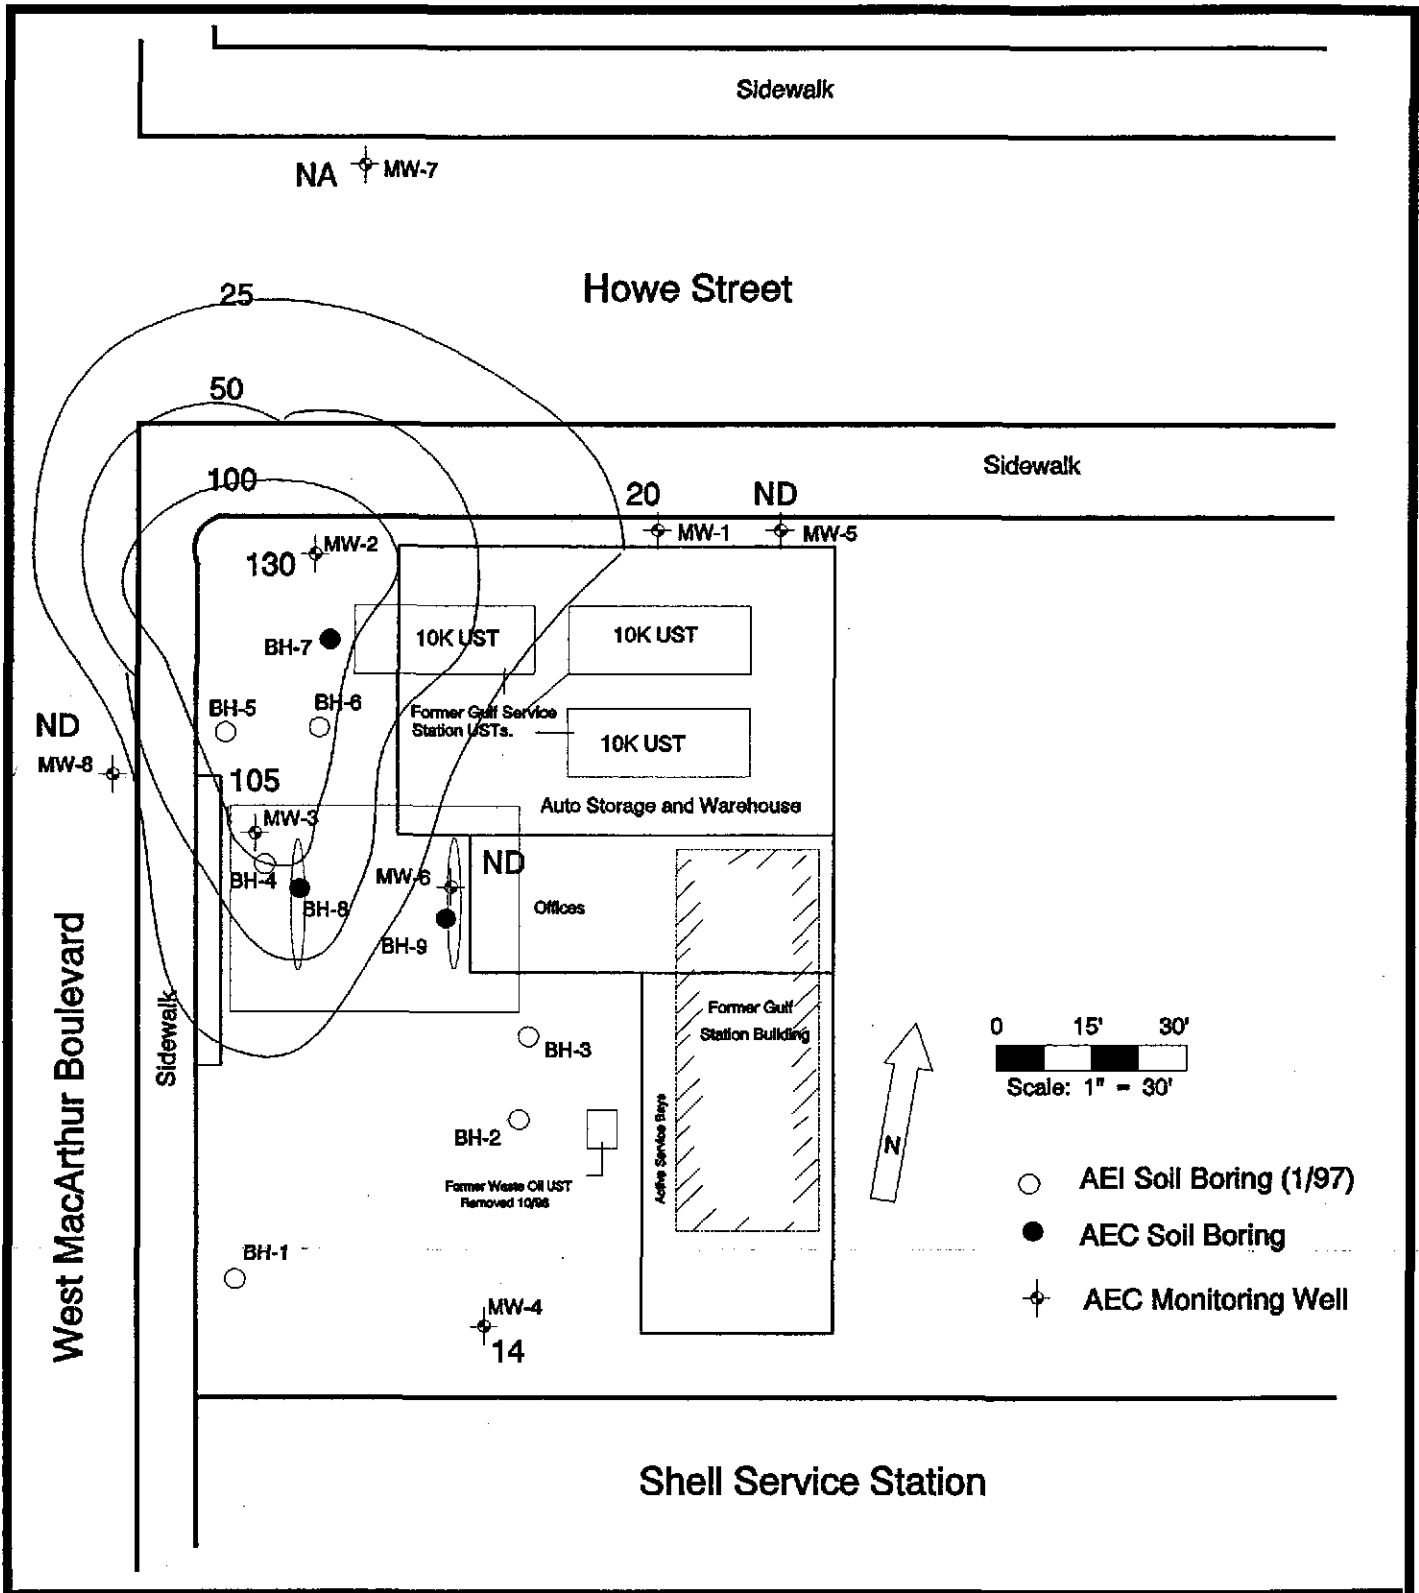 Sidewalk
NA
MW-7
Howe Street
25
50
Sidewalk
100
20
ND
MW-1
MW-5
MW-2
130
10K UST
10K UST
BH-7
BH-5
BH-6
Former Gulf Service
Station USTs.
ND
10K UST
MW-8
105
Auto Storage and Warehouse
MW-3
ND
BH-4
MW-6
BH-8
Offices
BH-9
West MacArthur Boulevard
Sidewalk
Former Gulf
Station Building
0 15' 30'
Scale: 1" = 30'
BH-3
BH-2
Active Service Bays
N
Former Waste Oil UST
Removed 10/96
AEI Soil Boring (1/97)
AEC Soil Boring
BH-1
AEC Monitoring Well
MW-4
14
Shell Service Station